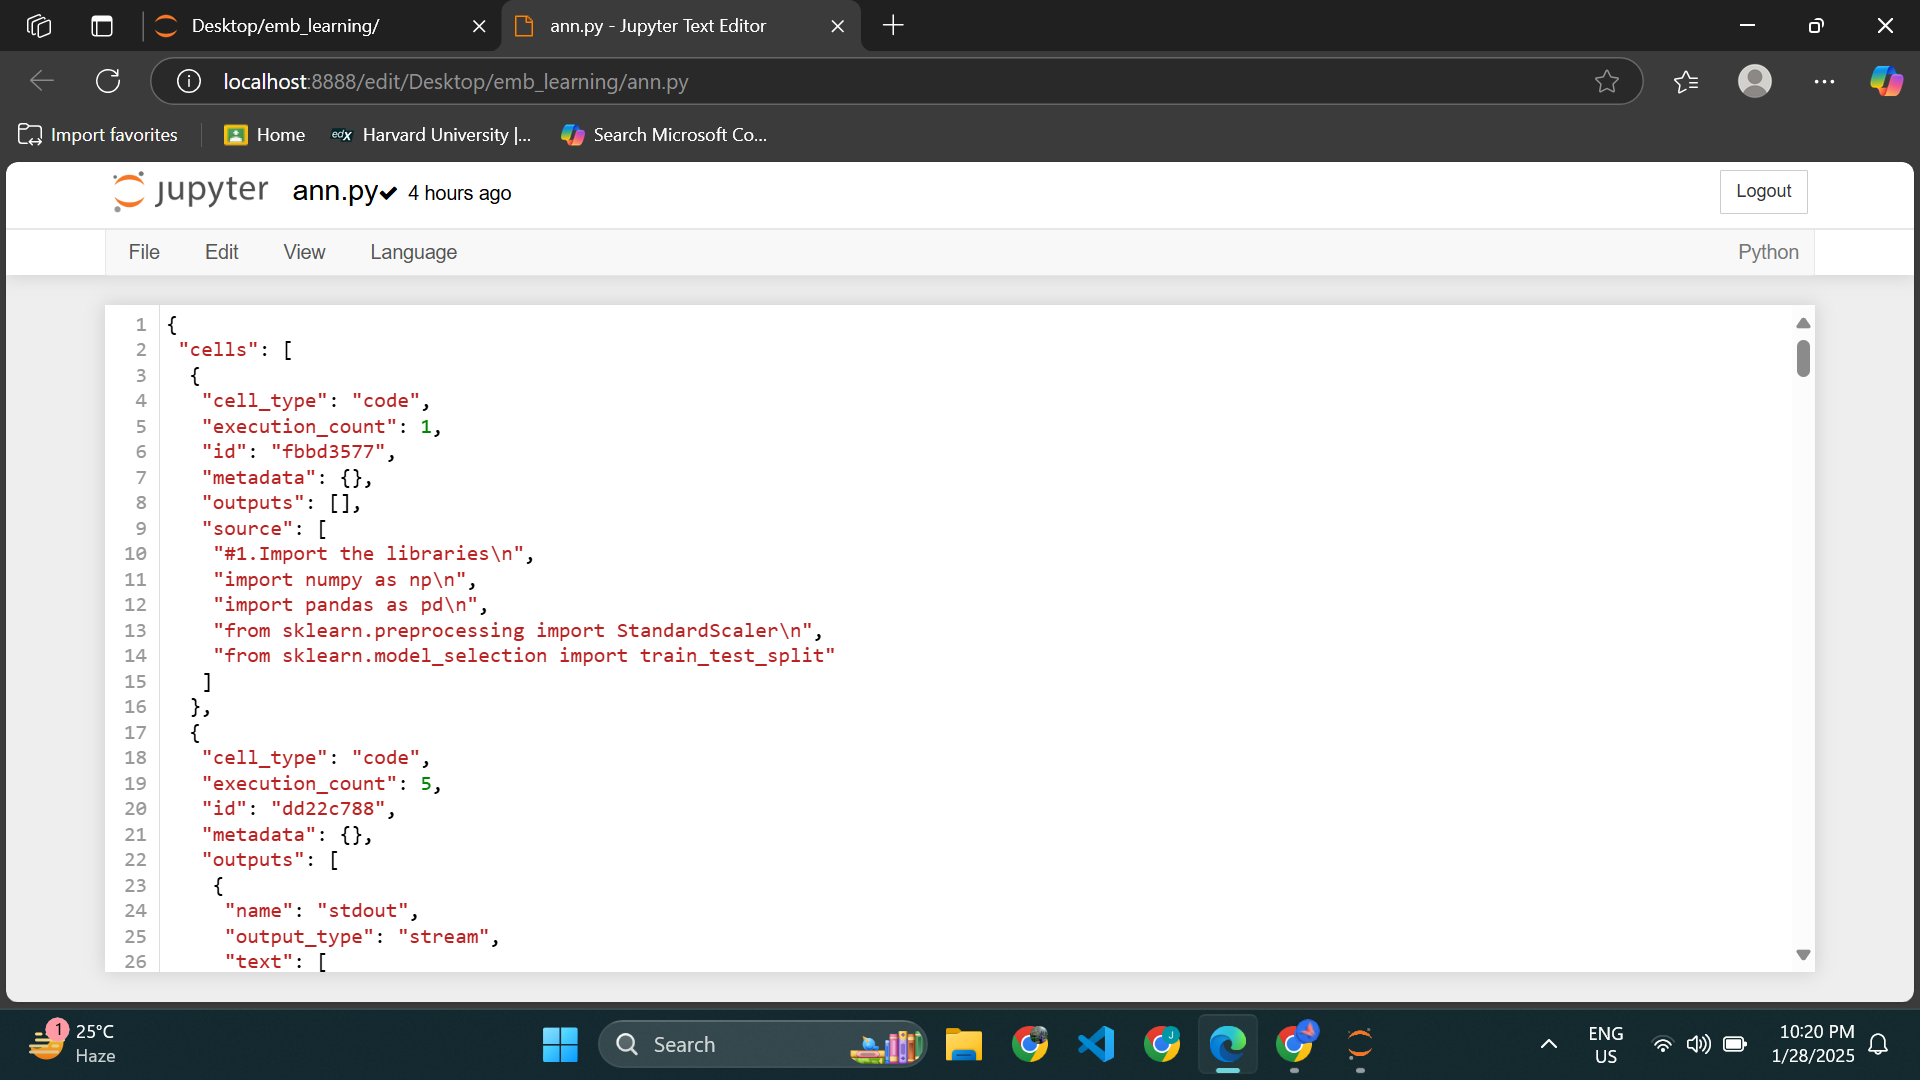 Desktop/emb_learning/
ann.py - Jupyter Text Editor
localhost:8888/edit/Desktop/emb_learning/ann.py
Import favorites
Home
edX Harvard University |...
Search Microsoft Co...
jupyter ann.py 4 hours ago
Logout
File Edit View Language Python
1 {
2 "cells": [
3 {
4 "cell_type": "code",
5 "execution_count": 1,
6 "id": "fbbd3577",
7 "metadata": {},
8 "outputs": [],
9 "source": [
10 "#1.Import the libraries\n",
11 "import numpy as np\n",
12 "import pandas as pd\n",
13 "from sklearn.preprocessing import StandardScaler\n",
14 "from sklearn.model_selection import train_test_split"
15 ]
16 },
17 {
18 "cell_type": "code",
19 "execution_count": 5,
20 "id": "dd22c788",
21 "metadata": {},
22 "outputs": [
23 {
24 "name": "stdout",
25 "output_type": "stream",
26 "text": [
1
25°C
Haze
Search
J
ENG
US
10:20 PM
1/28/2025